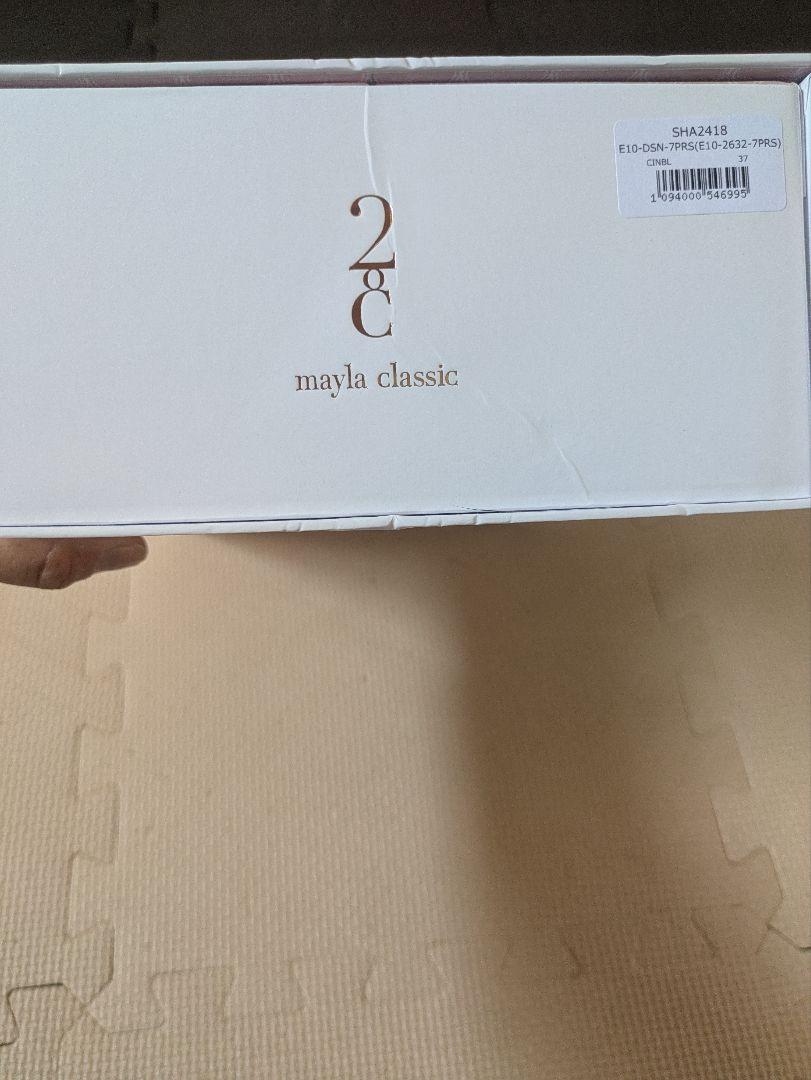 2
°
C
mayla classic
SHA2418
E10-DSN-7PRS(E10-2632-7PRS)
CINBL 37
1 094000 546995